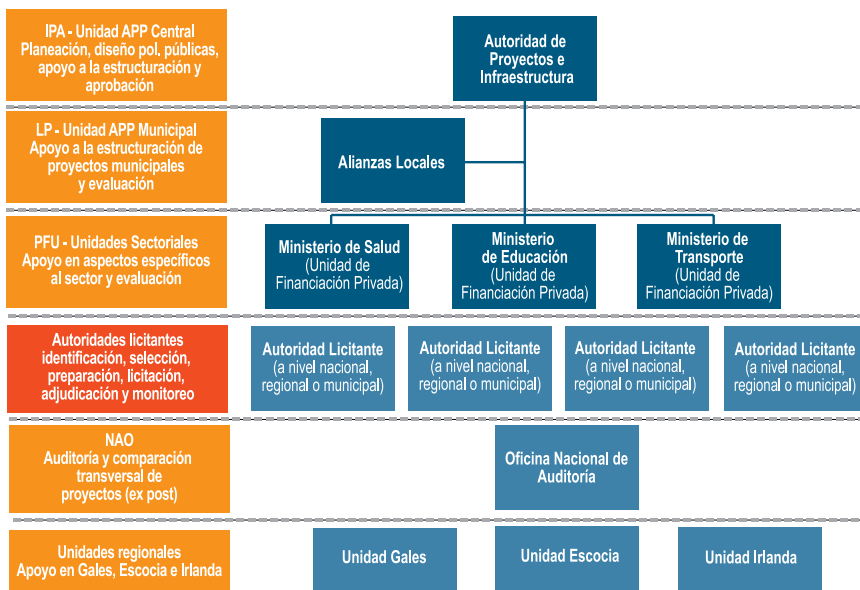 IPA - Unidad APP Central
Planeación, diseño pol. públicas,
apoyo a la estructuración y
aprobación
Autoridad de
Proyectos e
Infraestructura
LP - Unidad APP Municipal
Apoyo a la estructuración de
proyectos municipales
y evaluación
Alianzas Locales
PFU - Unidades Sectoriales
Apoyo en aspectos específicos
al sector y evaluación
Ministerio de Salud
(Unidad de
Financiación Privada)
Ministerio
de Educación
(Unidad de
Financiación Privada)
Ministerio de
Transporte
(Unidad de
Financiación Privada)
Autoridades licitantes
identificación, selección,
preparación, licitación,
adjudicación y monitoreo
Autoridad Licitante
(a nivel nacional,
regional o municipal)
Autoridad Licitante
(a nivel nacional,
regional o municipal)
Autoridad Licitante
(a nivel nacional,
regional o municipal)
Autoridad Licitante
(a nivel nacional,
regional o municipal)
NAO
Auditoría y comparación
transversal de
proyectos (ex post)
Oficina Nacional de
Auditoría
Unidades regionales
Apoyo en Gales, Escocia e Irlanda
Unidad Gales
Unidad Escocia
Unidad Irlanda